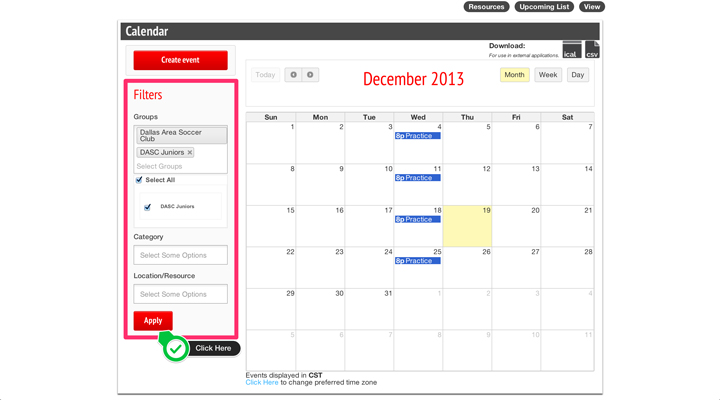 Resources Upcoming List View
Calendar
Download:
For use in external applications.
ical csv
Create event
Filters
Groups
Dallas Area Soccer
Club
DASC Juniors ×
Select Groups
Select All
DASC Juniors
Category
Select Some Options
Location/Resource
Select Some Options
Apply
Click Here
Today
December 2013
Month Week Day
Sun Mon Tue Wed Thu Fri Sat
1 2 3 4 5 6 7
8p Practice
8 9 10 11 12 13 14
8p Practice
15 16 17 18 19 20 21
8p Practice
22 23 24 25 26 27 28
8p Practice
29 30 31 1 2 3 4
5 6 7 8 9 10 11
Events displayed in CST
Click Here to change preferred time zone